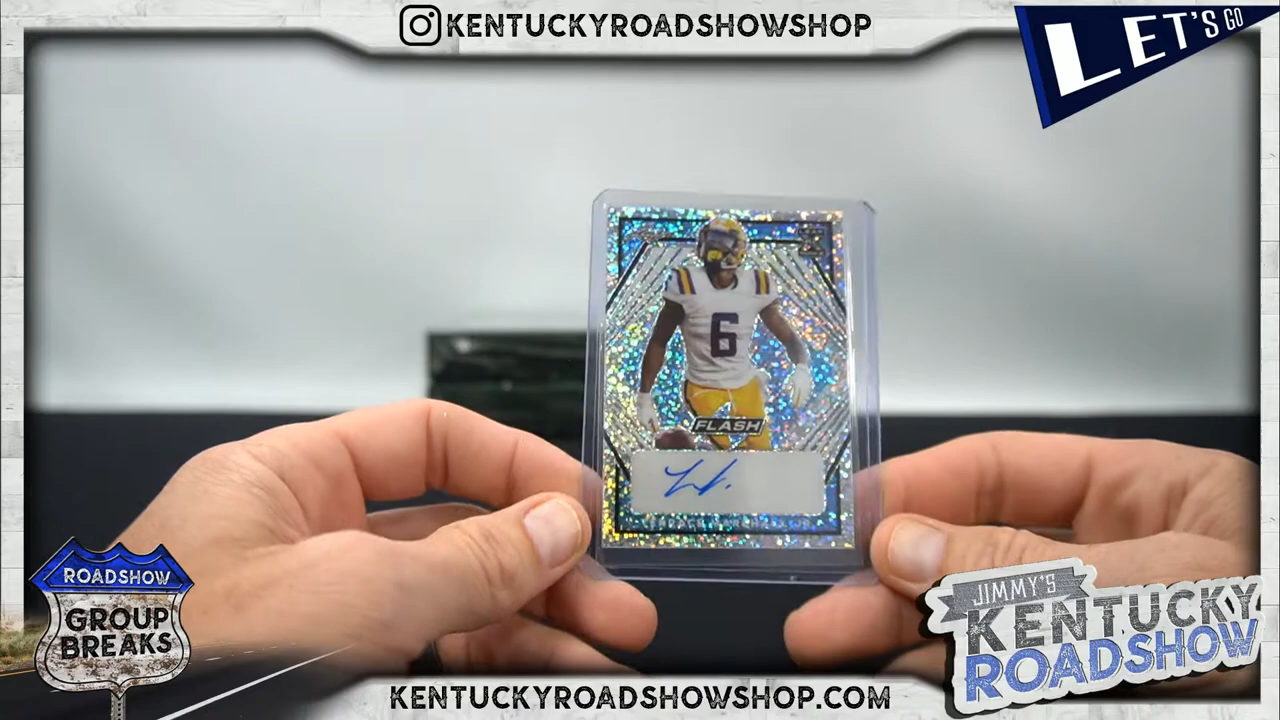 KENTUCKYROADSHOWSHOP
LET'S GO
6
FLASH
ROADSHOW
GROUP
BREAKS
JIMMY'S
KENTUCKY
ROADSHOW
KENTUCKYROADSHOWSHOP.COM